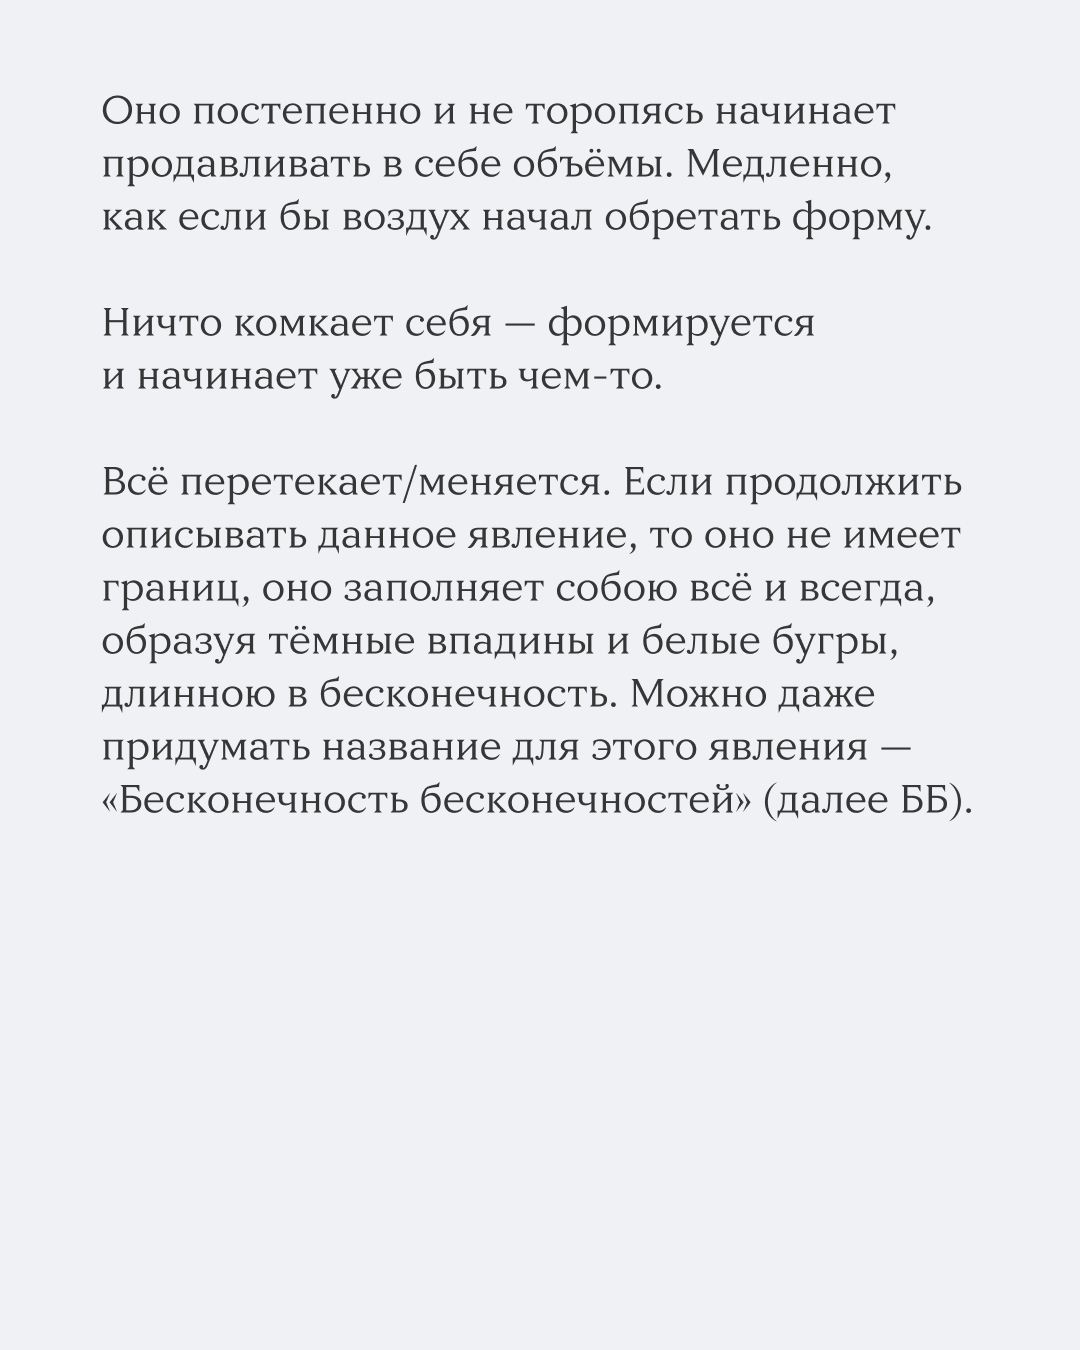 Оно постепенно и не торопясь начинает
продавливать в себе объёмы. Медленно,
как если бы воздух начал обретать форму.
Ничто комкает себя — формируется
и начинает уже быть чем-то.
Всё перетекает/меняется. Если продолжить
описывать данное явление, то оно не имеет
границ, оно заполняет собою всё и всегда,
образуя тёмные впадины и белые бугры,
длинною в бесконечность. Можно даже
придумать название для этого явления —
«Бесконечность бесконечностей» (далее ББ).